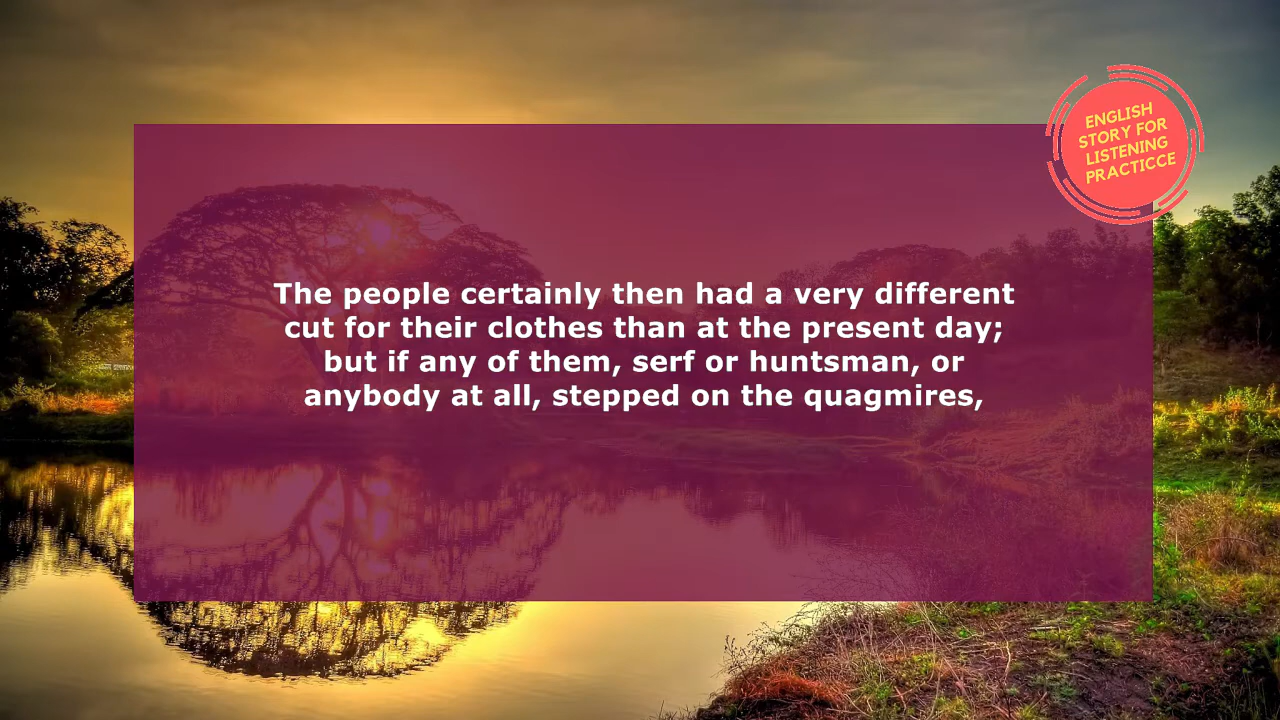 ENGLISH
STORY FOR
LISTENING
PRACTICCE
The people certainly then had a very different
cut for their clothes than at the present day;
but if any of them, serf or huntsman, or
anybody at all, stepped on the quagmires,